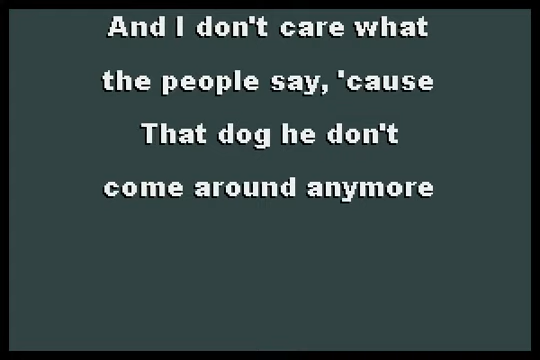 And I don't care what
the people say, 'cause
That dog he don't
come around anymore